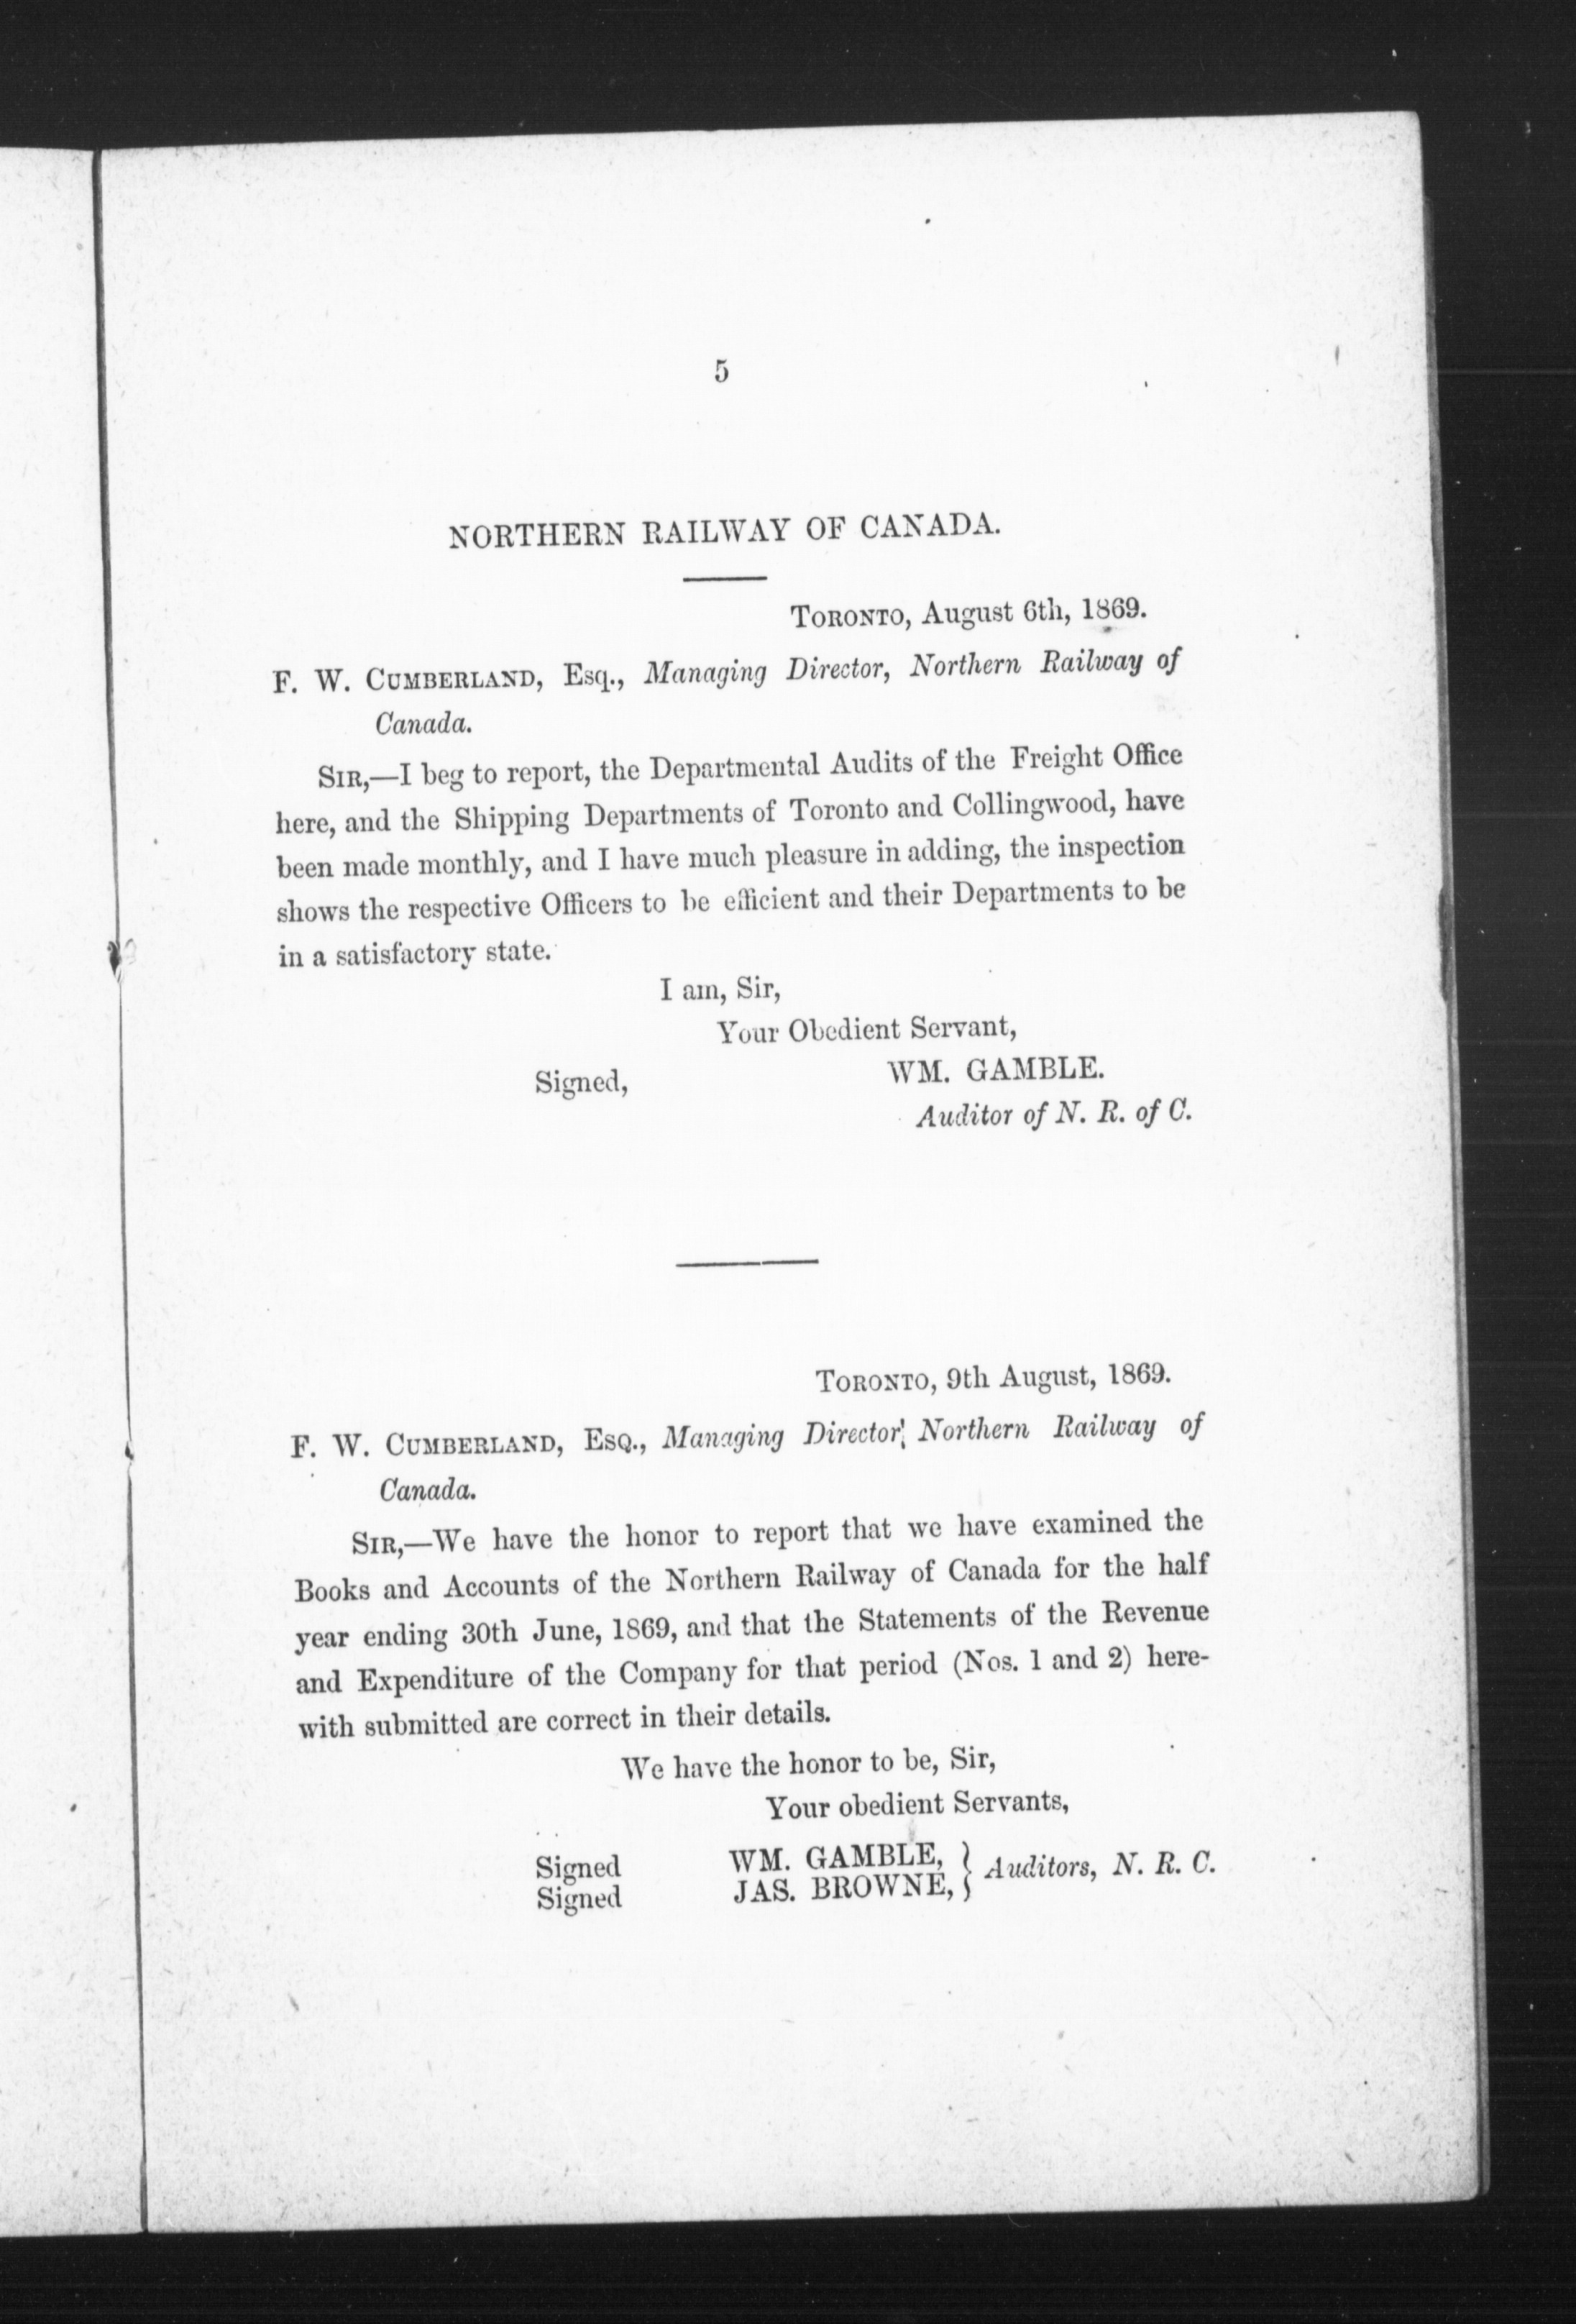 5
NORTHERN RAILWAY OF CANADA.
TORONTO, August 6th, 1869.
F. W. CUMBERLAND, Esq., Managing Director, Northern Railway of
Canada.
SIR,—I beg to report, the Departmental Audits of the Freight Office
here, and the Shipping Departments of Toronto and Collingwood, have
been made monthly, and I have much pleasure in adding, the inspection
shows the respective Officers to be efficient and their Departments to be
in a satisfactory state.
I am, Sir,
Your Obedient Servant,
Signed, WM. GAMBLE.
Auditor of N. R. of C.
TORONTO, 9th August, 1869.
F. W. CUMBERLAND, ESQ., Managing Director, Northern Railway of
Canada.
SIR,—We have the honor to report that we have examined the
Books and Accounts of the Northern Railway of Canada for the half
year ending 30th June, 1869, and that the Statements of the Revenue
and Expenditure of the Company for that period (Nos. 1 and 2) here-
with submitted are correct in their details.
We have the honor to be, Sir,
Your obedient Servants,
Signed WM. GAMBLE, } Auditors, N. R. C.
Signed JAS. BROWNE,